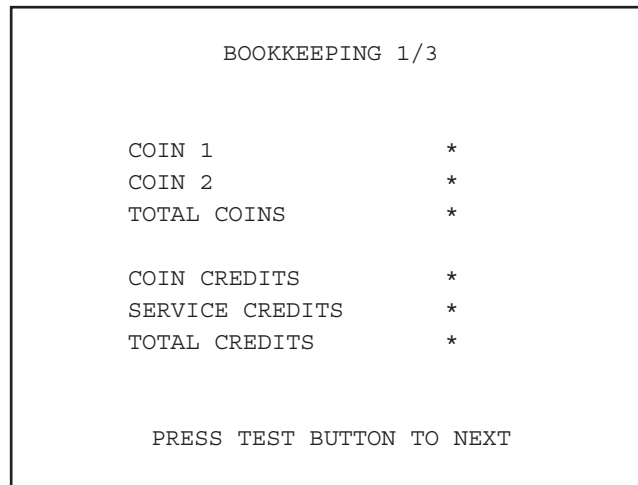 BOOKKEEPING 1/3
COIN 1 *
COIN 2 *
TOTAL COINS *
COIN CREDITS *
SERVICE CREDITS *
TOTAL CREDITS *
PRESS TEST BUTTON TO NEXT